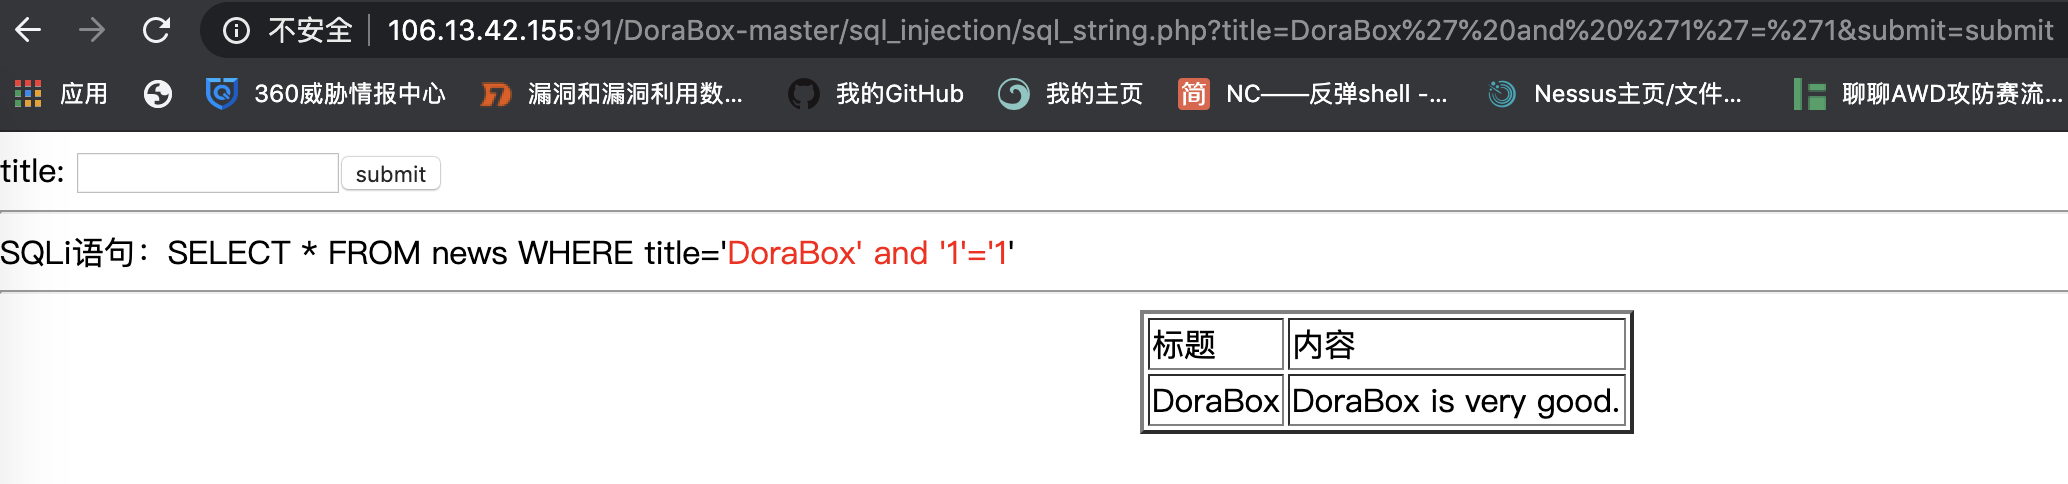 不安全 | 106.13.42.155:91/DoraBox-master/sql_injection/sql_string.php?title=DoraBox%27%20and%20%271%27=%271&submit=submit
应用 360威胁情报中心 漏洞和漏洞利用数... 我的GitHub 我的主页 简 NC——反弹shell -... Nessus主页/文件... 聊聊AWD攻防赛流...
title: submit
SQLi语句：SELECT * FROM news WHERE title='DoraBox' and '1'='1'
标题 内容
DoraBox DoraBox is very good.